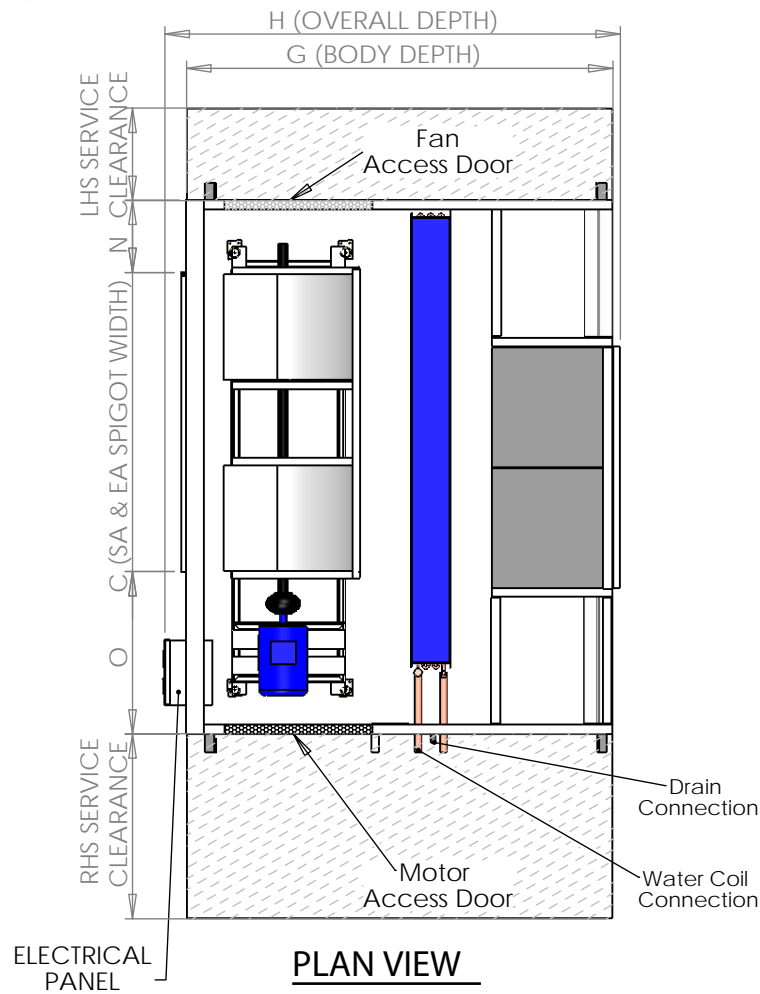 H (OVERALL DEPTH)
G (BODY DEPTH)
LHS SERVICE
CLEARANCE
Fan
Access Door
N
C (SA & EA SPIGOT WIDTH)
O
RHS SERVICE
CLEARANCE
Drain
Connection
Motor
Access Door
Water Coil
Connection
ELECTRICAL
PANEL
PLAN VIEW